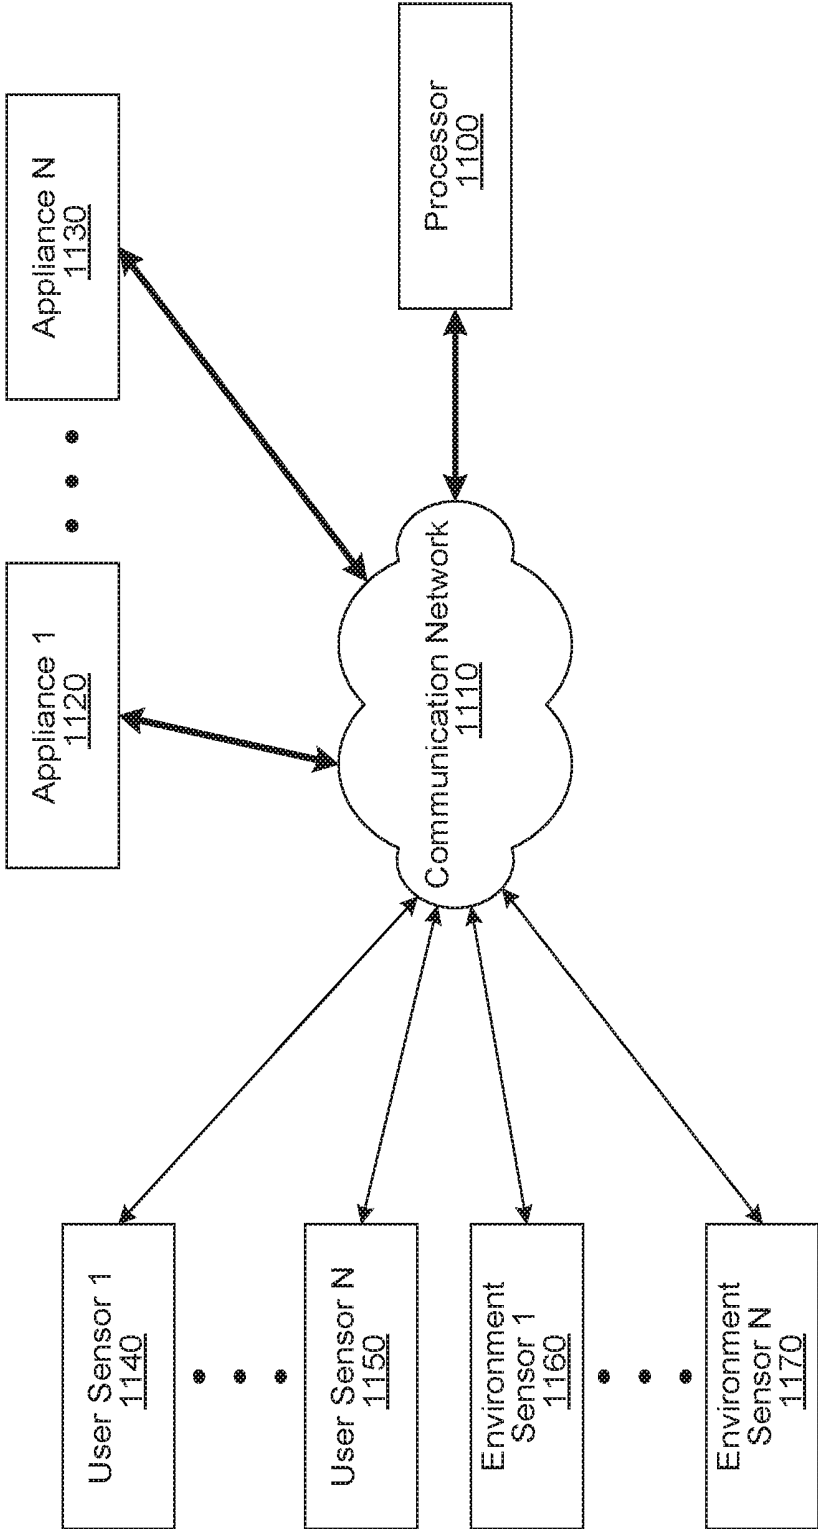 Appliance 1
1120
Appliance N
1130
User Sensor 1
1140
User Sensor N
1150
Environment
Sensor 1
1160
Environment
Sensor N
1170
Communication Network
1110
Processor
1100